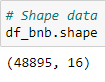 # Shape data
df_bnb.shape
(48895, 16)